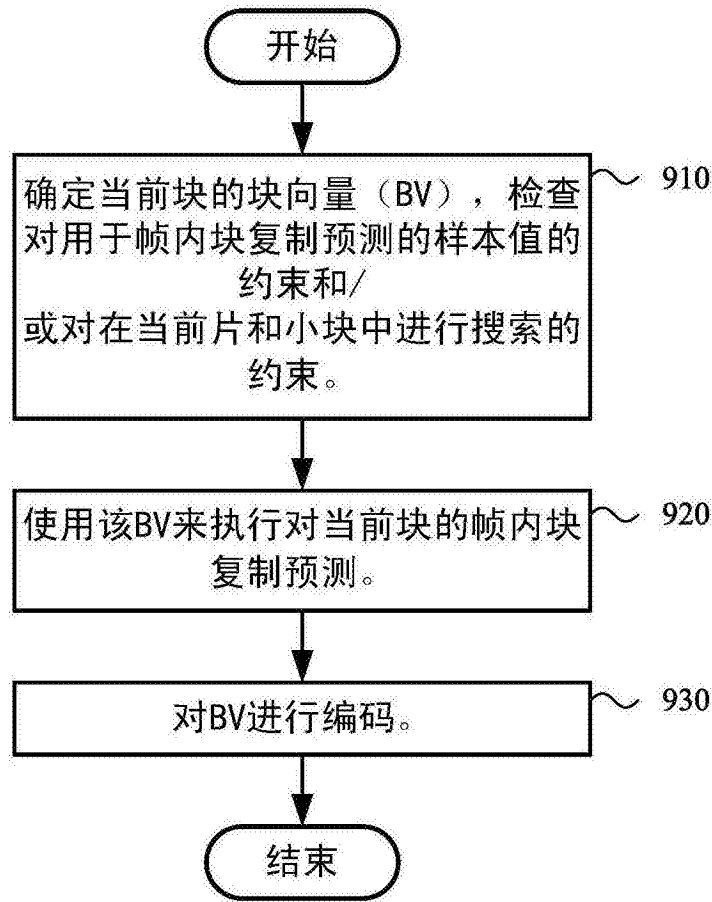 开始
确定当前块的块向量（BV），检查
对用于帧内块复制预测的样本值的
约束和/
或对在当前片和小块中进行搜索的
约束。
910
使用该BV来执行对当前块的帧内块
复制预测。
920
对BV进行编码。
930
结束